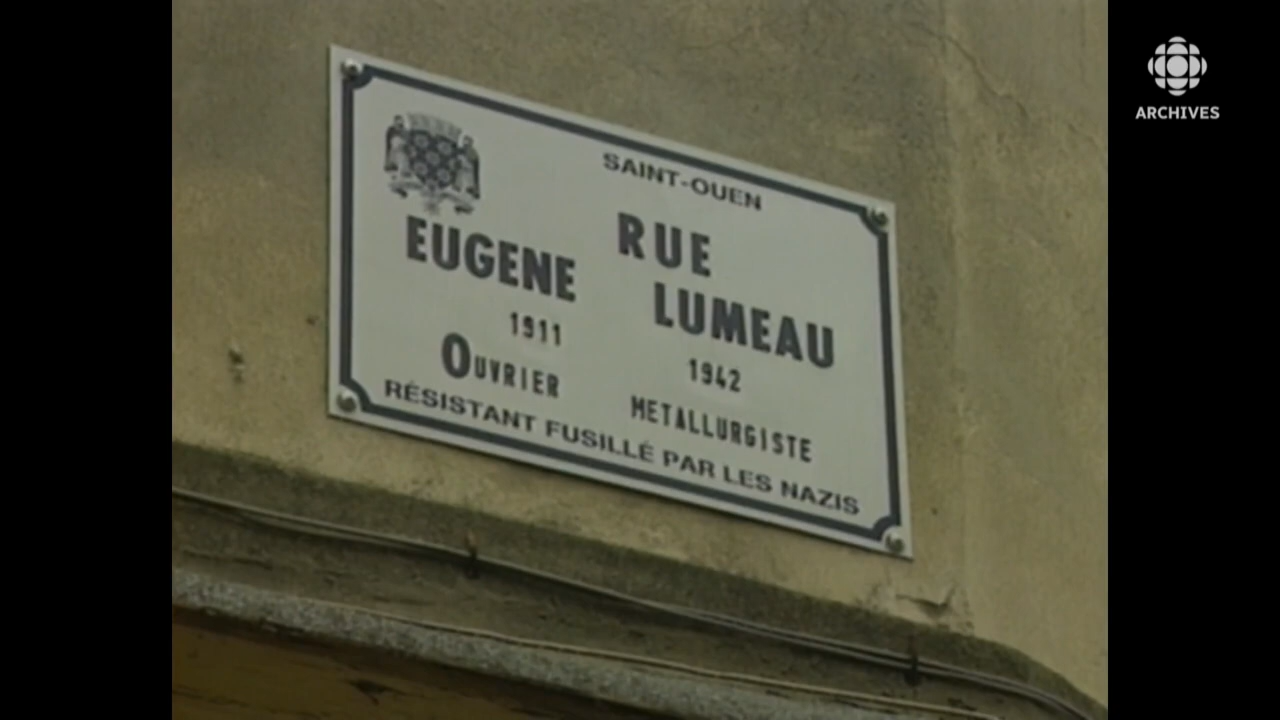 SAINT-OUEN
RUE
EUGENE LUMEAU
1911 1942
OUVRIER METALLURGISTE
RÉSISTANT FUSILLÉ PAR LES NAZIS
ARCHIVES